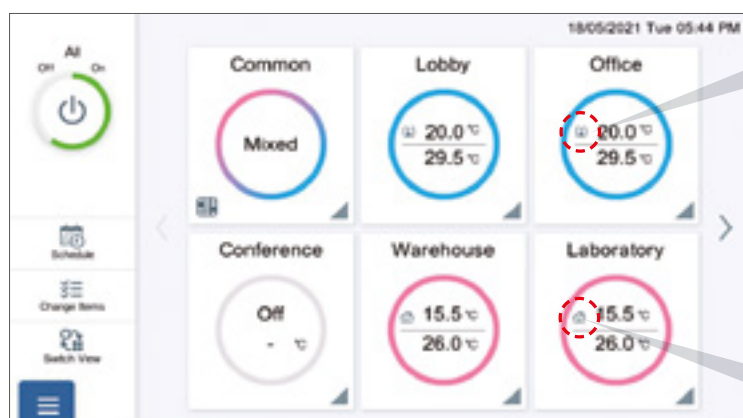 18/05/2021 Tue 05:44 PM
All
Off On
Common
Lobby
Office
Mixed
20.0 ℃
29.5 ℃
20.0 ℃
29.5 ℃
Schedule
Change Items
Switch View
Conference
Warehouse
Laboratory
Off
- ℃
15.5 ℃
26.0 ℃
15.5 ℃
26.0 ℃